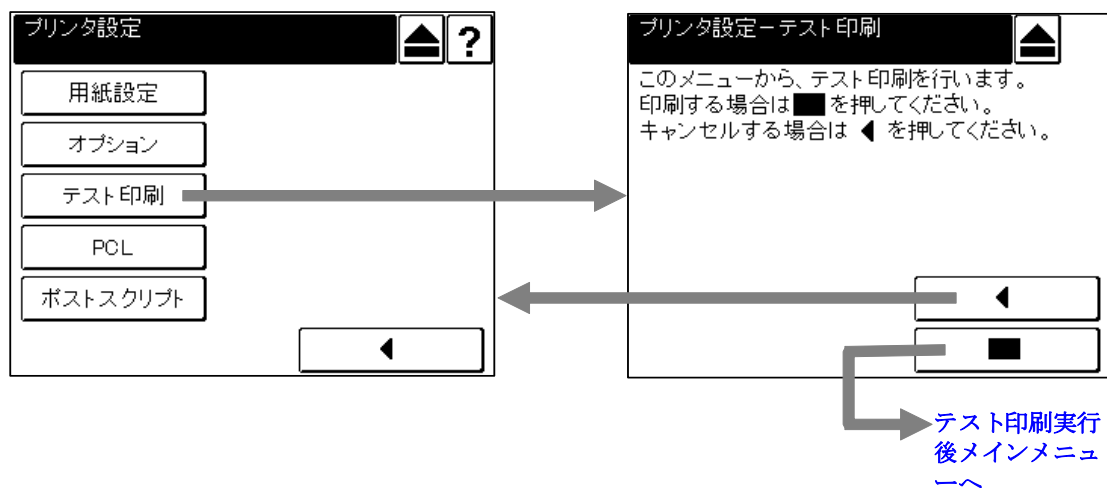 プリンタ設定
?
用紙設定
オプション
テスト印刷
PCL
ポストスクリプト
プリンタ設定ーテスト印刷
このメニューから、テスト印刷を行います。
印刷する場合は■を押してください。
キャンセルする場合は ◀ を押してください。
テスト印刷実行
後メインメニュ
ーへ